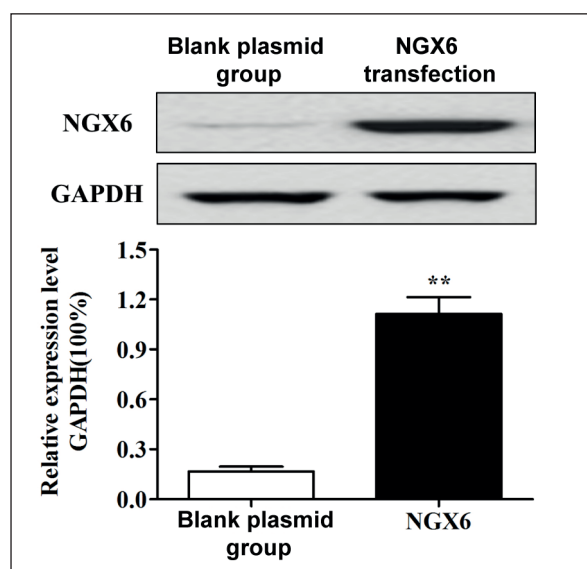 Blank plasmid group
NGX6 transfection
NGX6
GAPDH
Relative expression level
GAPDH(100%)
1.5
1.2
0.9
0.6
0.3
0.0
**
Blank plasmid group
NGX6